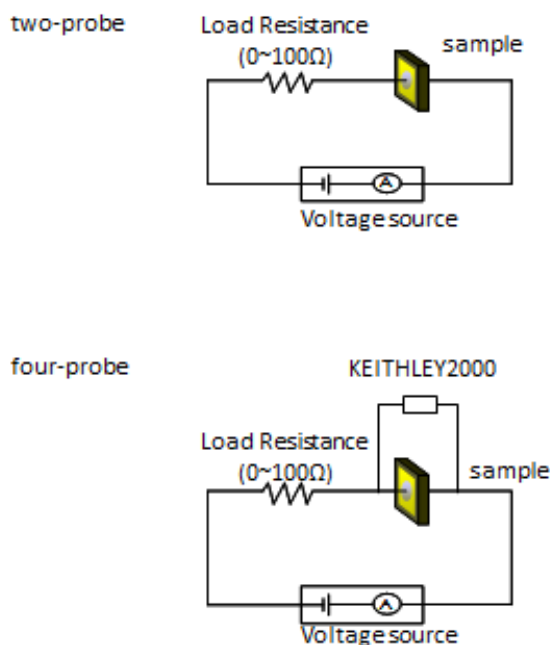 two-probe
Load Resistance
(0~100Ω)
sample
A
Voltage source
four-probe
KEITHLEY2000
Load Resistance
(0~100Ω)
sample
A
Voltage source